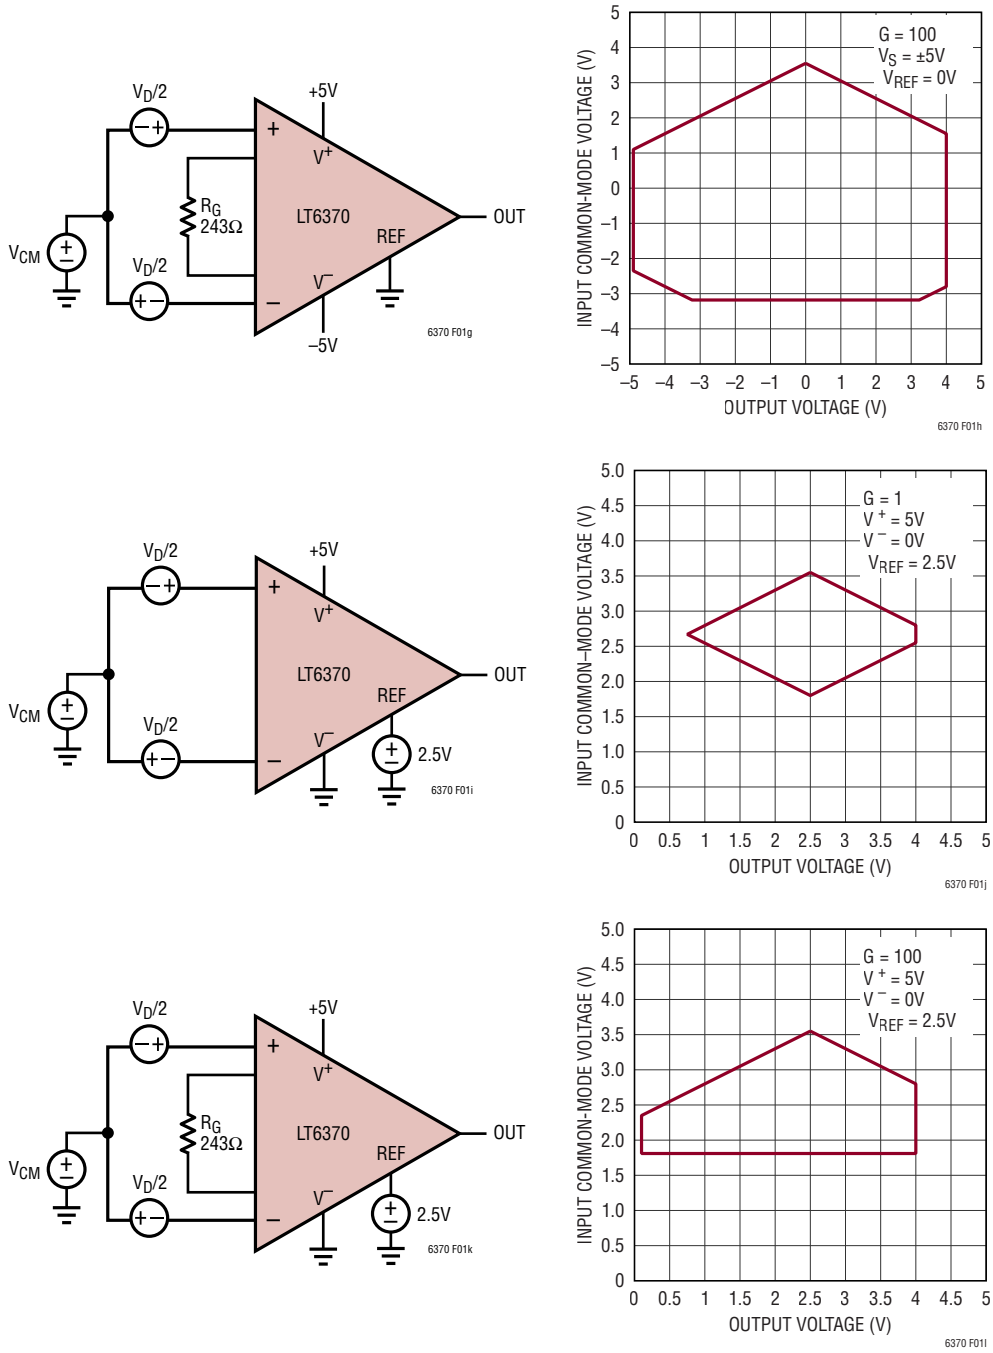 VD/2
+5V
+
V+
RG
243Ω
LT6370
OUT
REF
VCM
VD/2
V–
–
–5V
6370 F01g
INPUT COMMON-MODE VOLTAGE (V)
5
4
3
2
1
0
–1
–2
–3
–4
–5
G = 100
VS = ±5V
VREF = 0V
–5 –4 –3 –2 –1 0 1 2 3 4 5
OUTPUT VOLTAGE (V)
6370 F01h
VD/2
+5V
+
V+
LT6370
OUT
REF
VCM
VD/2
V–
–
2.5V
6370 F01i
INPUT COMMON–MODE VOLTAGE (V)
5.0
4.5
4.0
3.5
3.0
2.5
2.0
1.5
1.0
0.5
0
G = 1
V+ = 5V
V– = 0V
VREF = 2.5V
0 0.5 1 1.5 2 2.5 3 3.5 4 4.5 5
OUTPUT VOLTAGE (V)
6370 F01j
VD/2
+5V
+
V+
RG
243Ω
LT6370
OUT
REF
VCM
VD/2
V–
–
2.5V
6370 F01k
INPUT COMMON-MODE VOLTAGE (V)
5.0
4.5
4.0
3.5
3.0
2.5
2.0
1.5
1.0
0.5
0
G = 100
V+ = 5V
V– = 0V
VREF = 2.5V
0 0.5 1 1.5 2 2.5 3 3.5 4 4.5 5
OUTPUT VOLTAGE (V)
6370 F01l